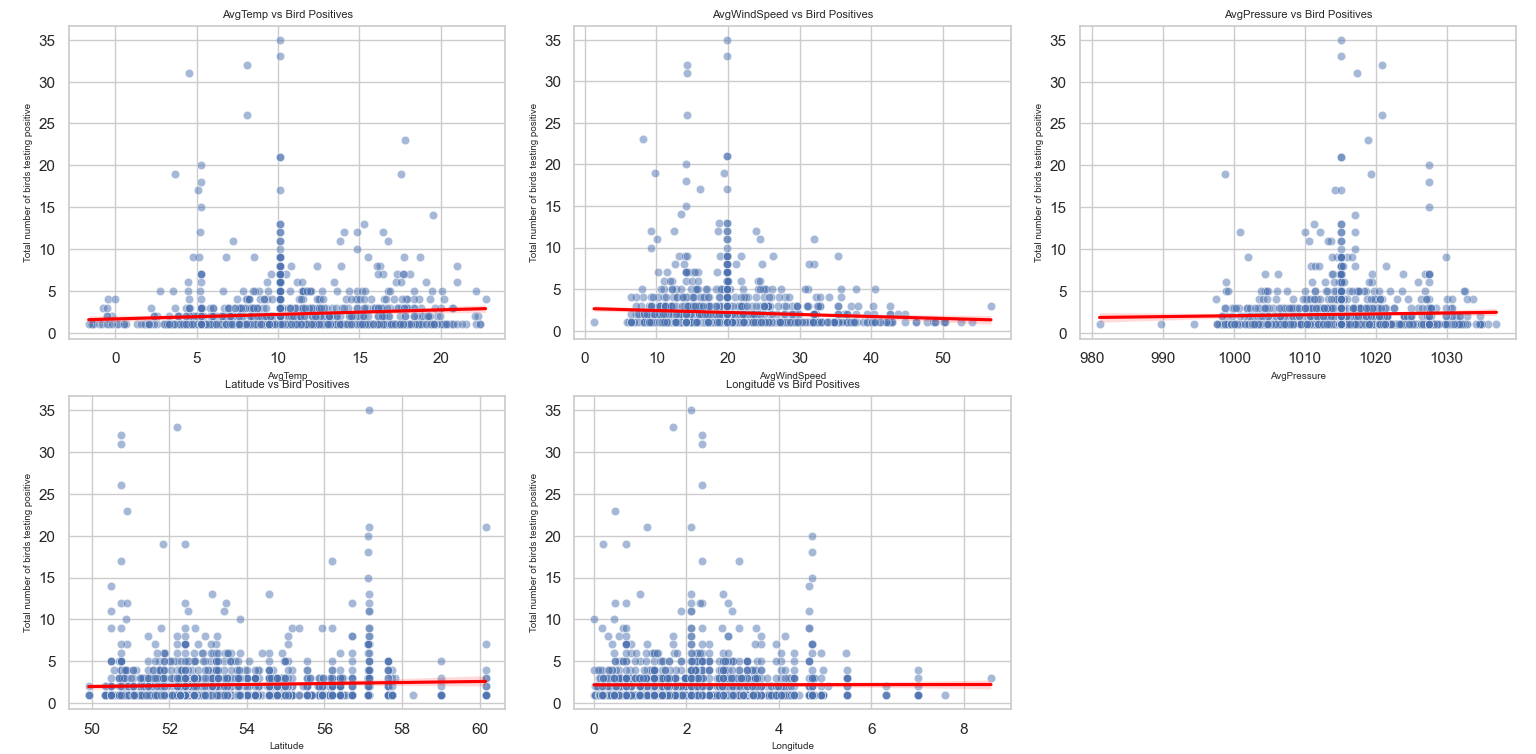 AvgTemp vs Bird Positives
Total number of birds testing positive
35
30
25
20
15
10
5
0
0 5 10 15 20
AvgTemp
AvgWindSpeed vs Bird Positives
Total number of birds testing positive
35
30
25
20
15
10
5
0
0 10 20 30 40 50
AvgWindSpeed
AvgPressure vs Bird Positives
Total number of birds testing positive
35
30
25
20
15
10
5
0
980 990 1000 1010 1020 1030
AvgPressure
Latitude vs Bird Positives
Total number of birds testing positive
35
30
25
20
15
10
5
0
50 52 54 56 58 60
Latitude
Longitude vs Bird Positives
Total number of birds testing positive
35
30
25
20
15
10
5
0
0 2 4 6 8
Longitude